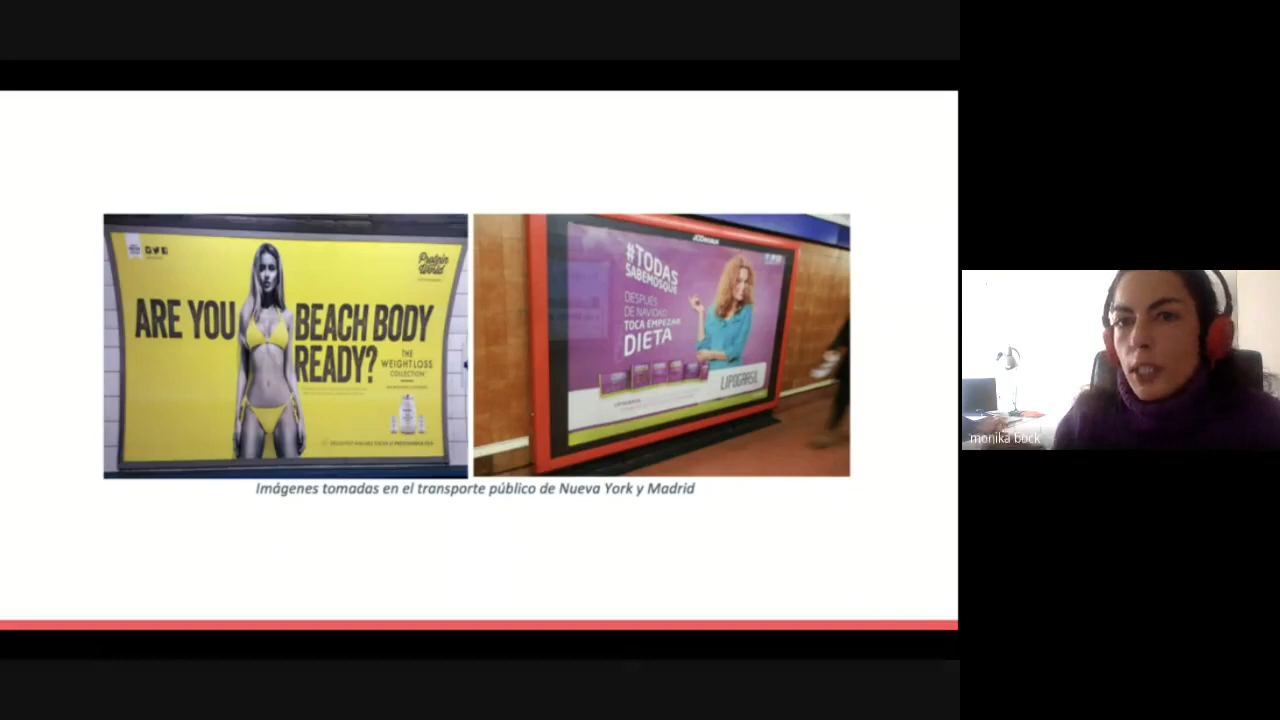 Protein
World
ARE YOU
BEACH BODY
READY?
THE
WEIGHT LOSS
COLLECTION
#TODAS
SABEMOSQUE
DESPUÉS
DE NAVIDAD
TOCA EMPEZAR
DIETA
LIPOGRASIL
Imágenes tomadas en el transporte público de Nueva York y Madrid
monika bock